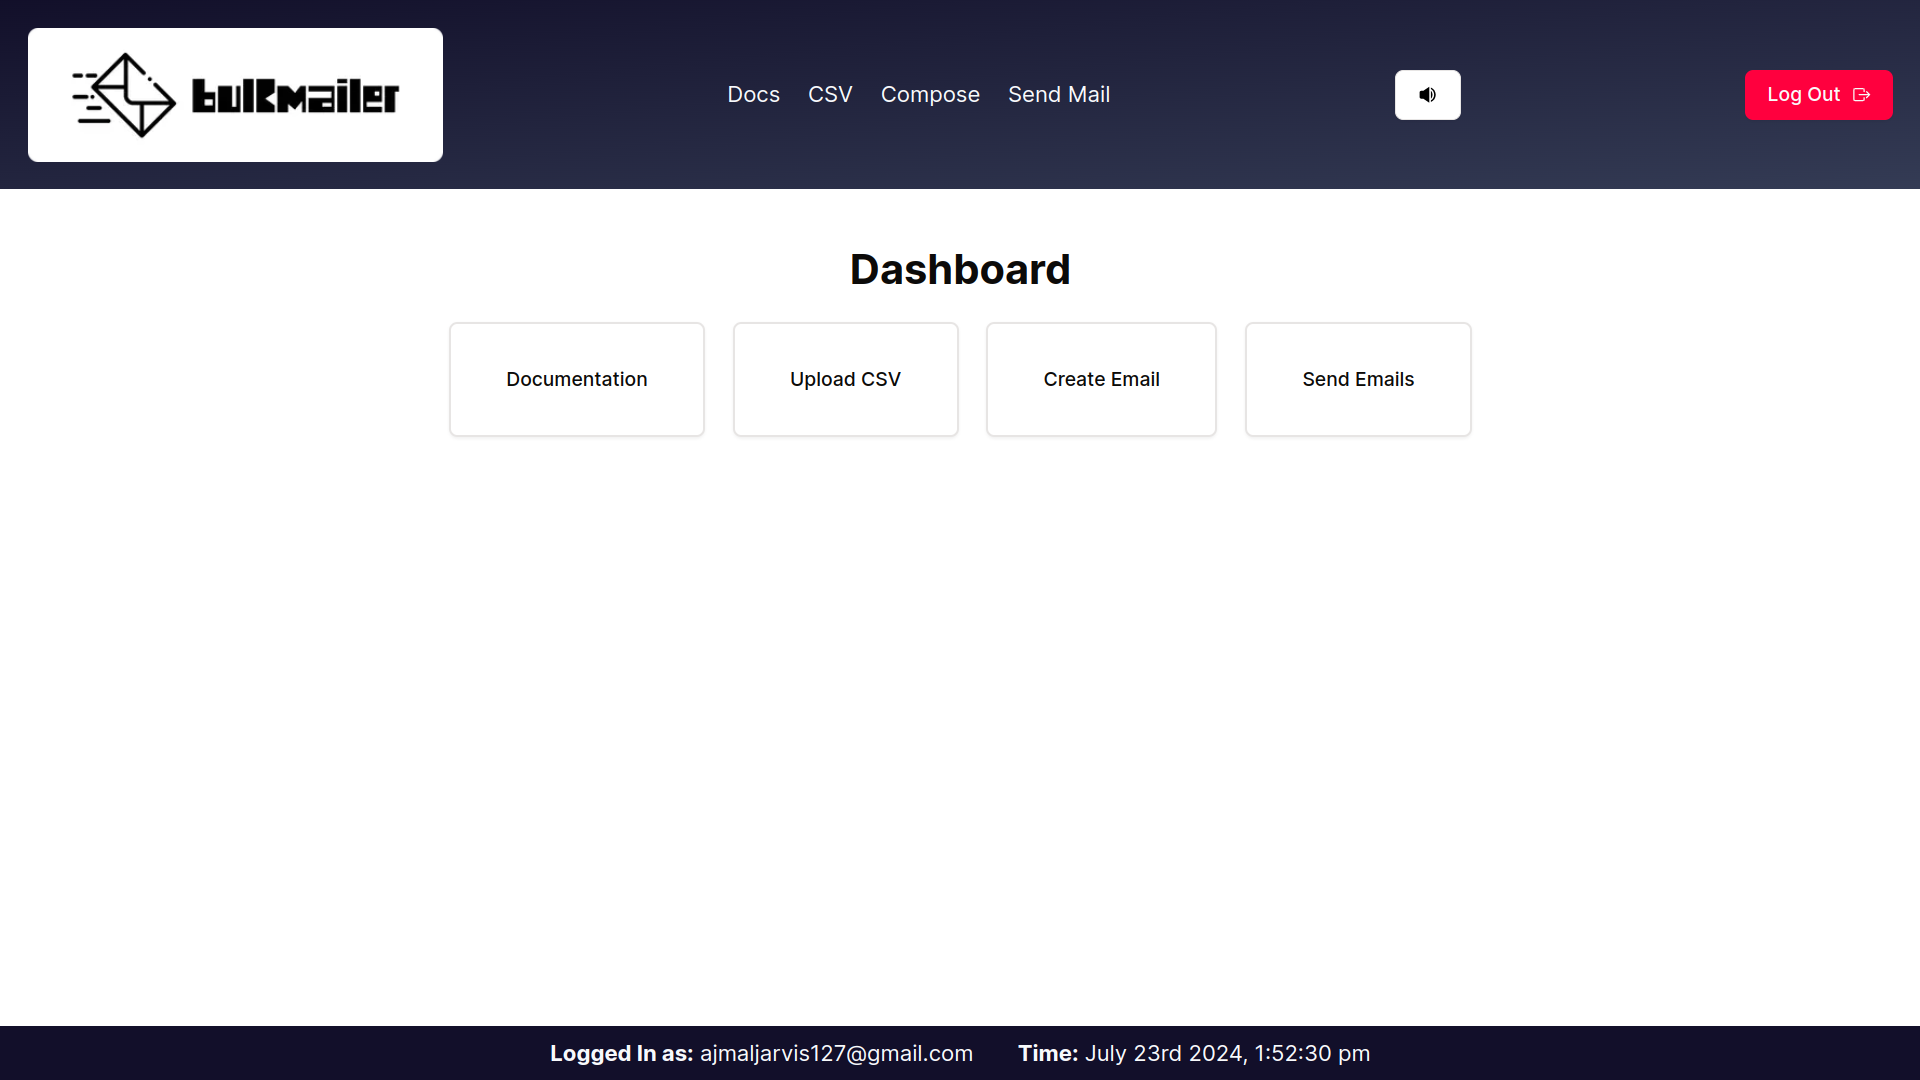 bulkmailer
Docs CSV Compose Send Mail
Log Out
Dashboard
Documentation Upload CSV Create Email Send Emails
Logged In as: ajmaljarvis127@gmail.com Time: July 23rd 2024, 1:52:30 pm